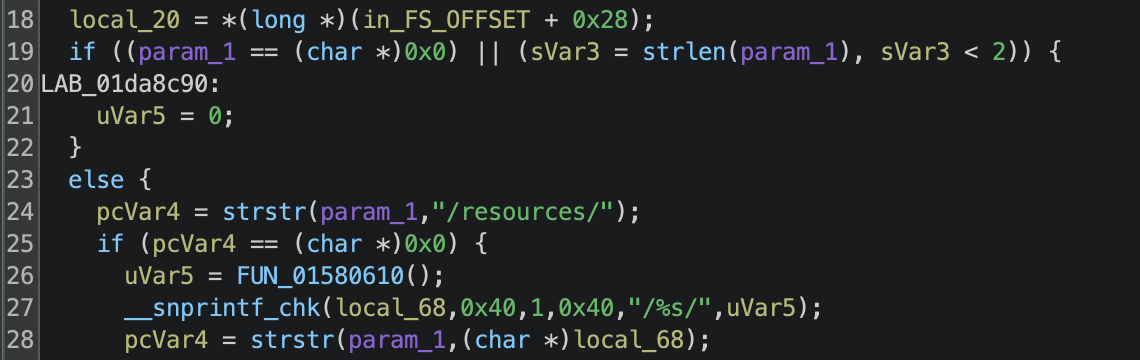 18 local_20 = *(long *)(in_FS_OFFSET + 0x28);
19 if ((param_1 == (char *)0x0) || (sVar3 = strlen(param_1), sVar3 < 2)) {
20 LAB_01da8c90:
21 uVar5 = 0;
22 }
23 else {
24 pcVar4 = strstr(param_1,"/resources/");
25 if (pcVar4 == (char *)0x0) {
26 uVar5 = FUN_01580610();
27 __snprintf_chk(local_68,0x40,1,0x40,"/%s/",uVar5);
28 pcVar4 = strstr(param_1,(char *)local_68);